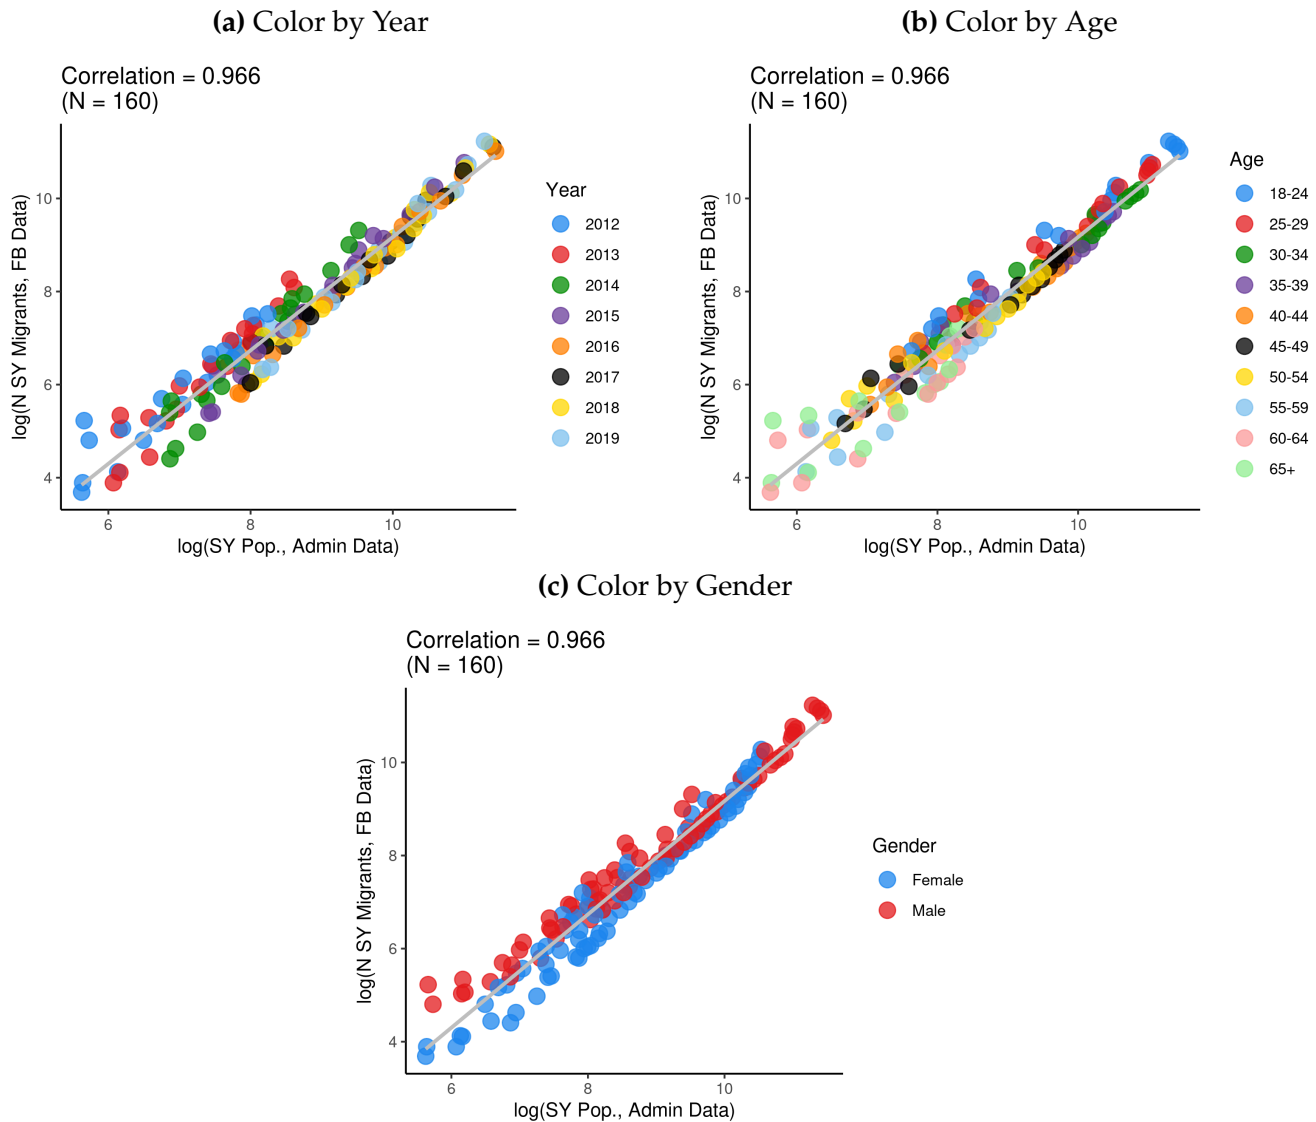 (a) Color by Year
Correlation = 0.966
(N = 160)
log(N SY Migrants, FB Data)
10
8
6
4
6
8
10
log(SY Pop., Admin Data)
Year
2012
2013
2014
2015
2016
2017
2018
2019
(b) Color by Age
Correlation = 0.966
(N = 160)
log(N SY Migrants, FB Data)
10
8
6
4
6
8
10
log(SY Pop., Admin Data)
Age
18-24
25-29
30-34
35-39
40-44
45-49
50-54
55-59
60-64
65+
(c) Color by Gender
Correlation = 0.966
(N = 160)
log(N SY Migrants, FB Data)
10
8
6
4
6
8
10
log(SY Pop., Admin Data)
Gender
Female
Male